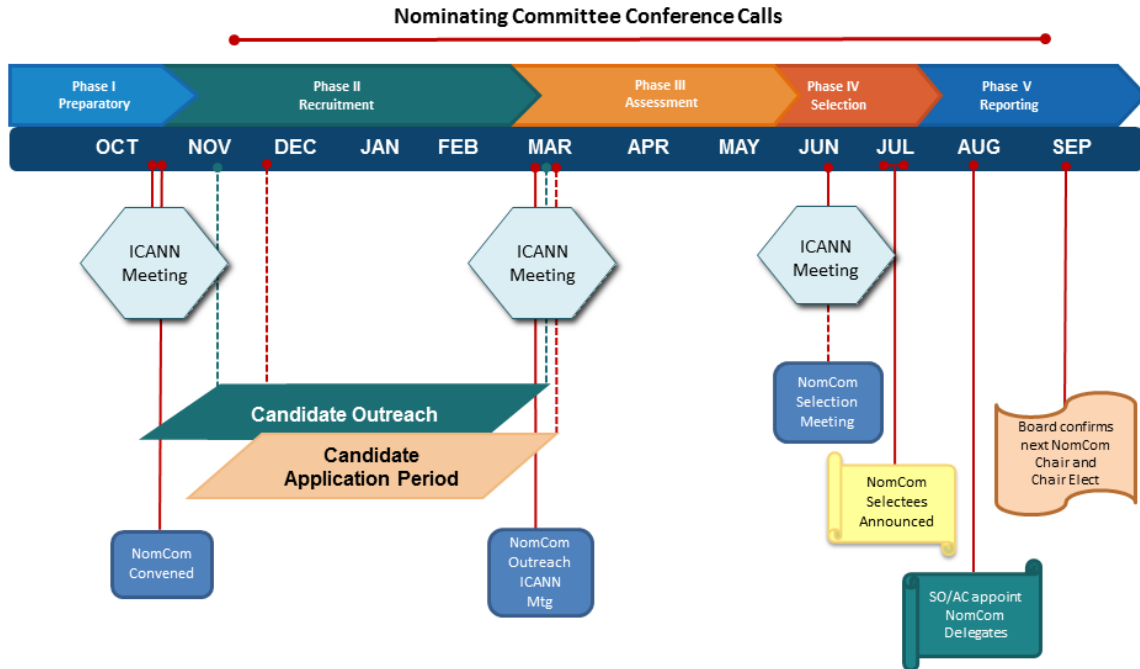 Nominating Committee Conference Calls
Phase I
Preparatory
Phase II
Recruitment
Phase III
Assessment
Phase IV
Selection
Phase V
Reporting
OCT NOV DEC JAN FEB MAR APR MAY JUN JUL AUG SEP
ICANN
Meeting
ICANN
Meeting
ICANN
Meeting
NomCom
Selection
Meeting
Candidate Outreach
Candidate
Application Period
Board confirms
next NomCom
Chair and
Chair Elect
NomCom
Selectees
Announced
NomCom
Convened
NomCom
Outreach
ICANN
Mtg
SO/AC appoint
NomCom
Delegates